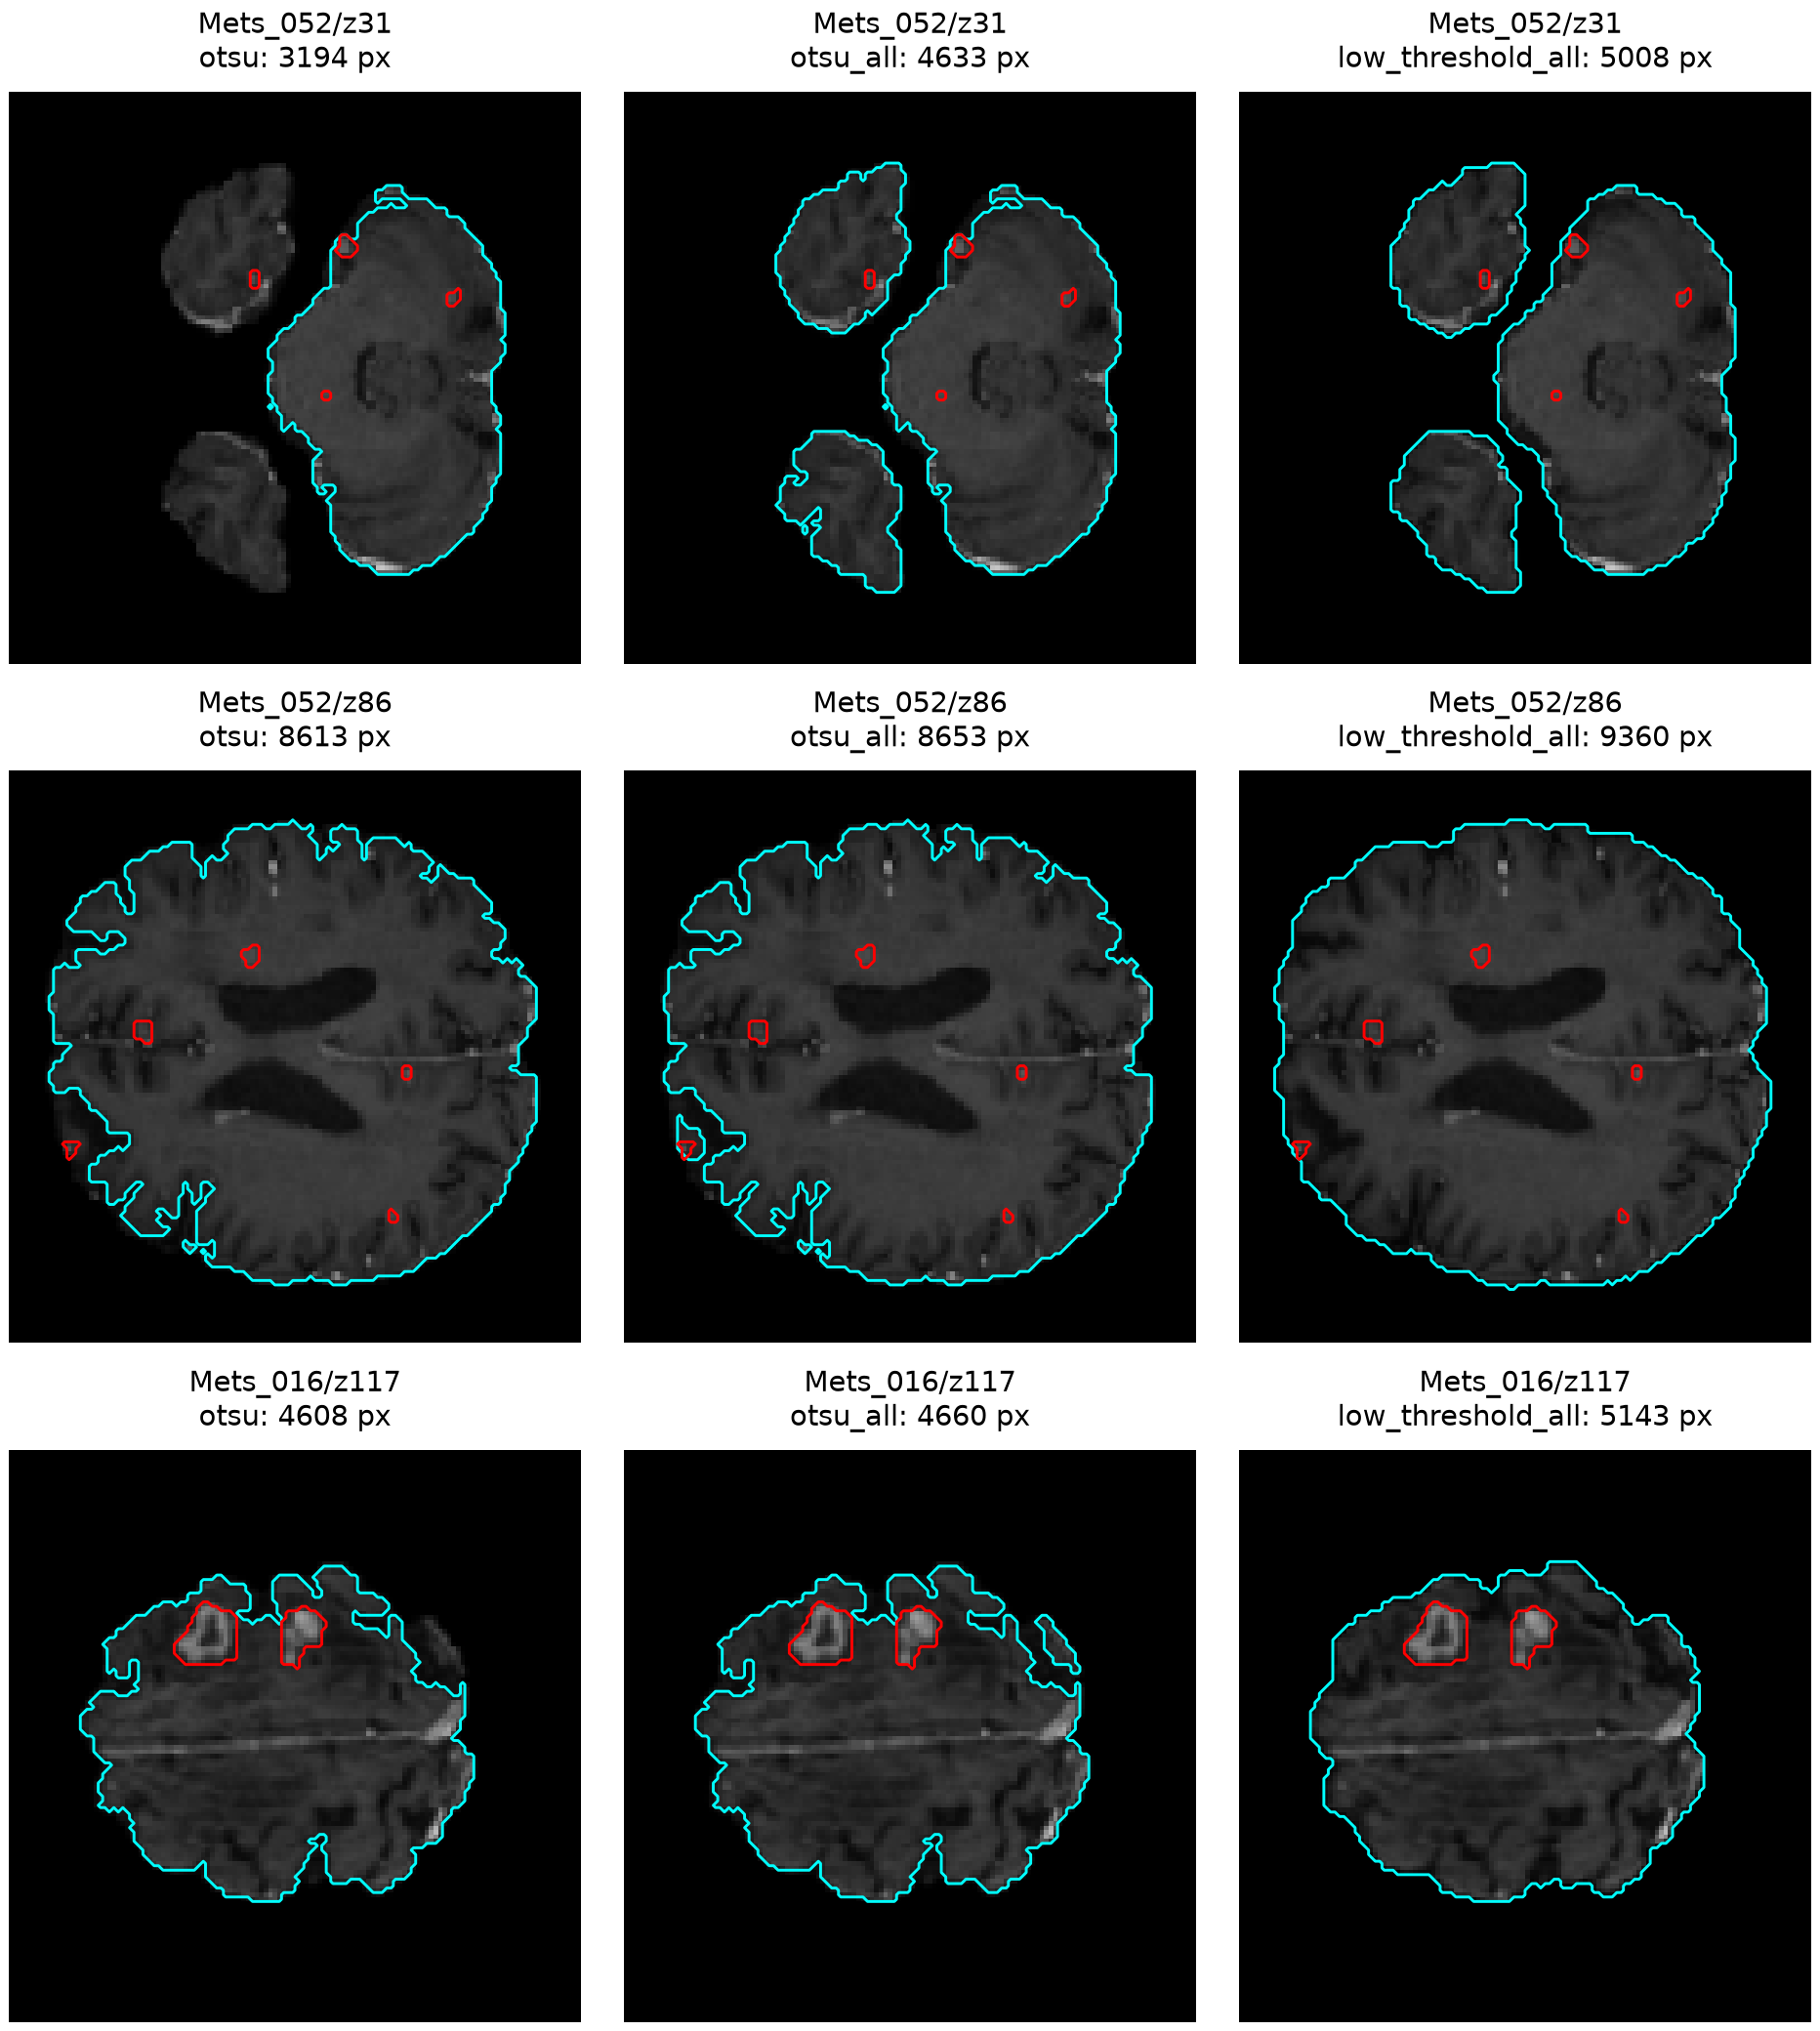 Mets_052/z31
otsu: 3194 px
Mets_052/z31
otsu_all: 4633 px
Mets_052/z31
low_threshold_all: 5008 px
Mets_052/z86
otsu: 8613 px
Mets_052/z86
otsu_all: 8653 px
Mets_052/z86
low_threshold_all: 9360 px
Mets_016/z117
otsu: 4608 px
Mets_016/z117
otsu_all: 4660 px
Mets_016/z117
low_threshold_all: 5143 px